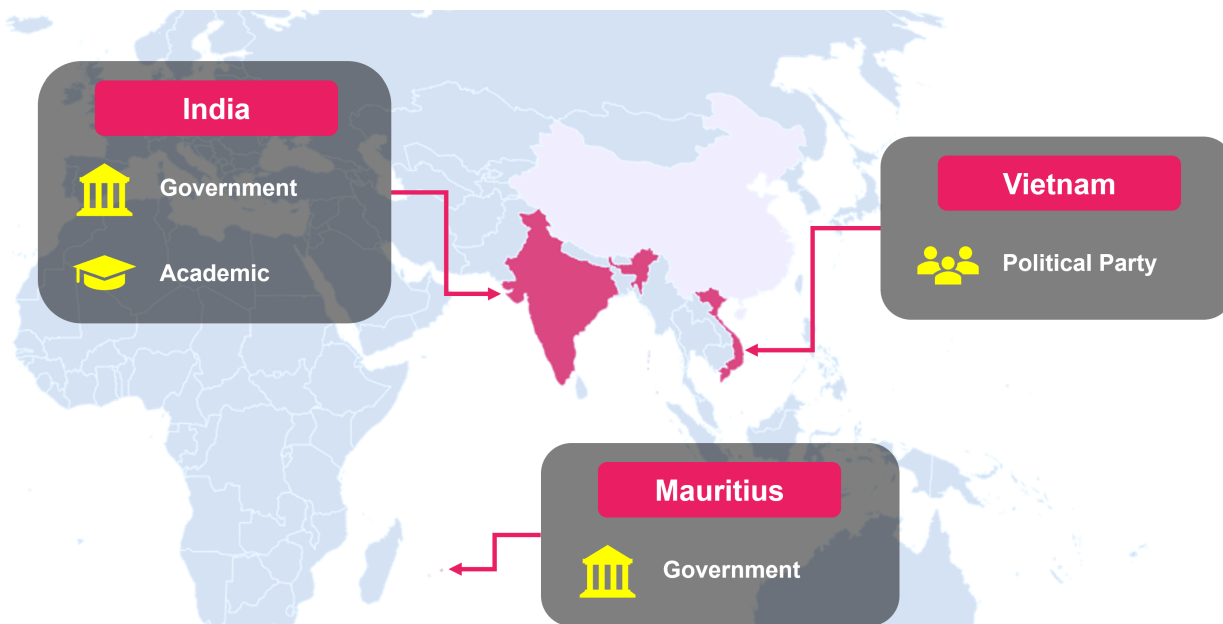 India
Government
Academic
Vietnam
Political Party
Mauritius
Government